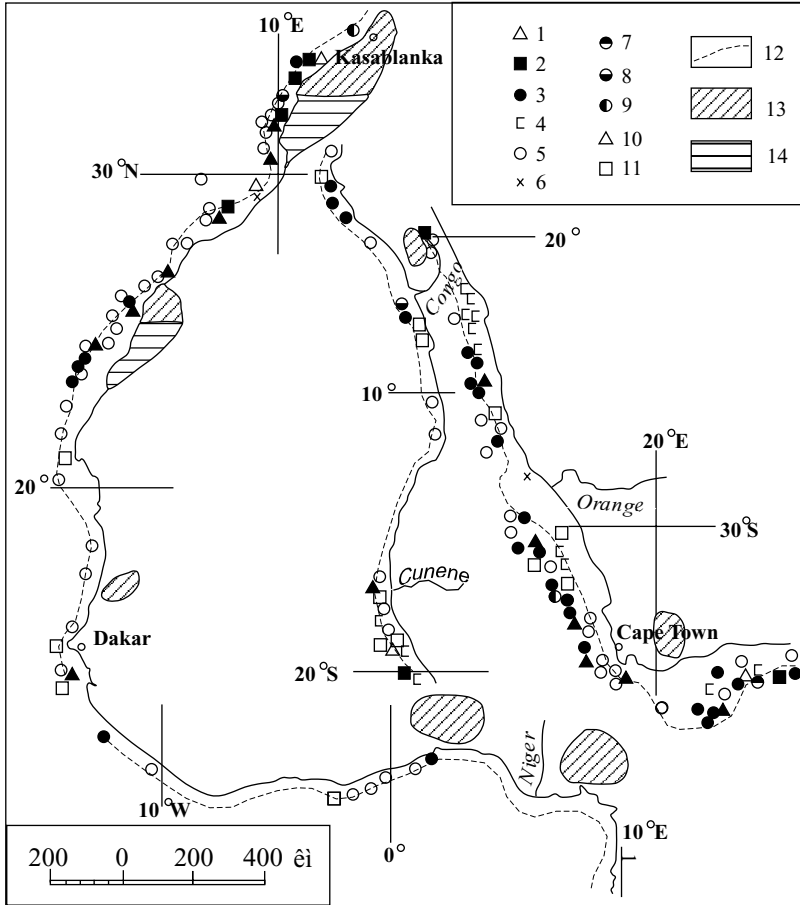 10 °E
Kasablanka
1
2
3
4
5
6
7
8
9
10
11
12
13
14
30 °N
20 °
Cowgo
10 °
20 °E
20 °
Orange
30 °S
Cunene
Dakar
Cape Town
20 °S
Niger
10 °W
0 °
10 °E
200 0 200 400 êì